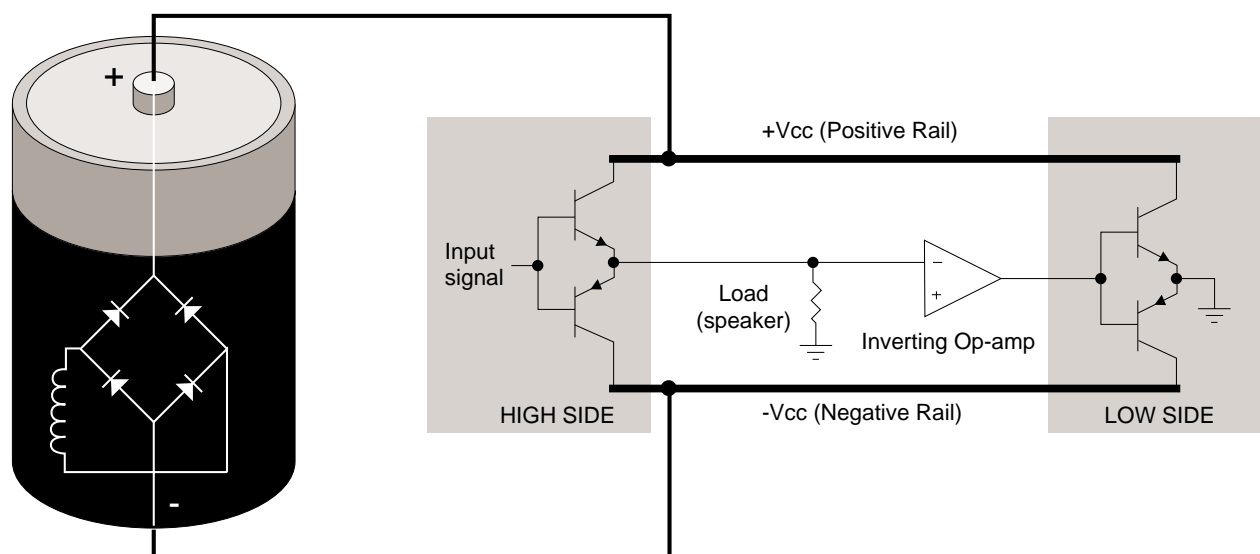 +
+Vcc (Positive Rail)
Input
signal
Load
(speaker)
−
+
Inverting Op-amp
HIGH SIDE
-Vcc (Negative Rail)
LOW SIDE
-